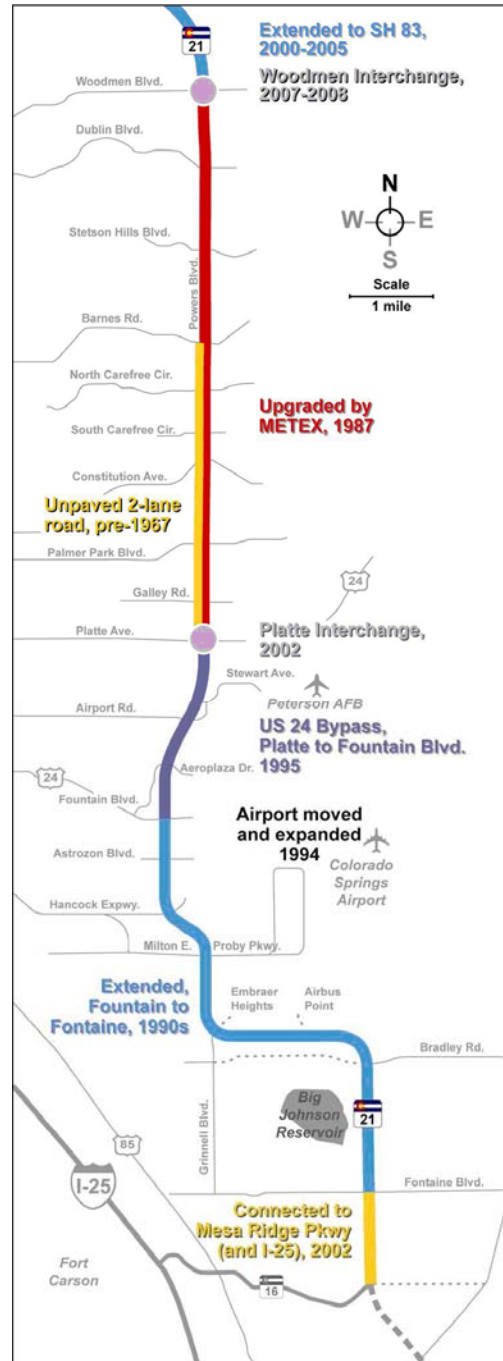 21
Extended to SH 83,
2000-2005
Woodmen Blvd.
Woodmen Interchange,
2007-2008
Dublin Blvd.
N
W E
S
Stetson Hills Blvd.
Powers Blvd.
Scale
1 mile
Barnes Rd.
North Carefree Cir.
South Carefree Cir.
Upgraded by
METEX, 1987
Constitution Ave.
Unpaved 2-lane
road, pre-1967
Palmer Park Blvd.
24
Galley Rd.
Platte Ave.
Platte Interchange,
2002
Stewart Ave.
Peterson AFB
Airport Rd.
US 24 Bypass,
Platte to Fountain Blvd.
1995
24
Aeroplaza Dr.
Fountain Blvd.
Airport moved
and expanded
1994
Astrozon Blvd.
Colorado
Springs
Airport
Hancock Expwy.
Milton E. Proby Pkwy.
Extended,
Fountain to
Fontaine, 1990s
Embraer
Heights
Airbus
Point
Bradley Rd.
Big
Johnson
Reservoir
21
Grinnell Blvd.
85
I-25
Fontaine Blvd.
Connected to
Mesa Ridge Pkwy
(and I-25), 2002
Fort
Carson
16